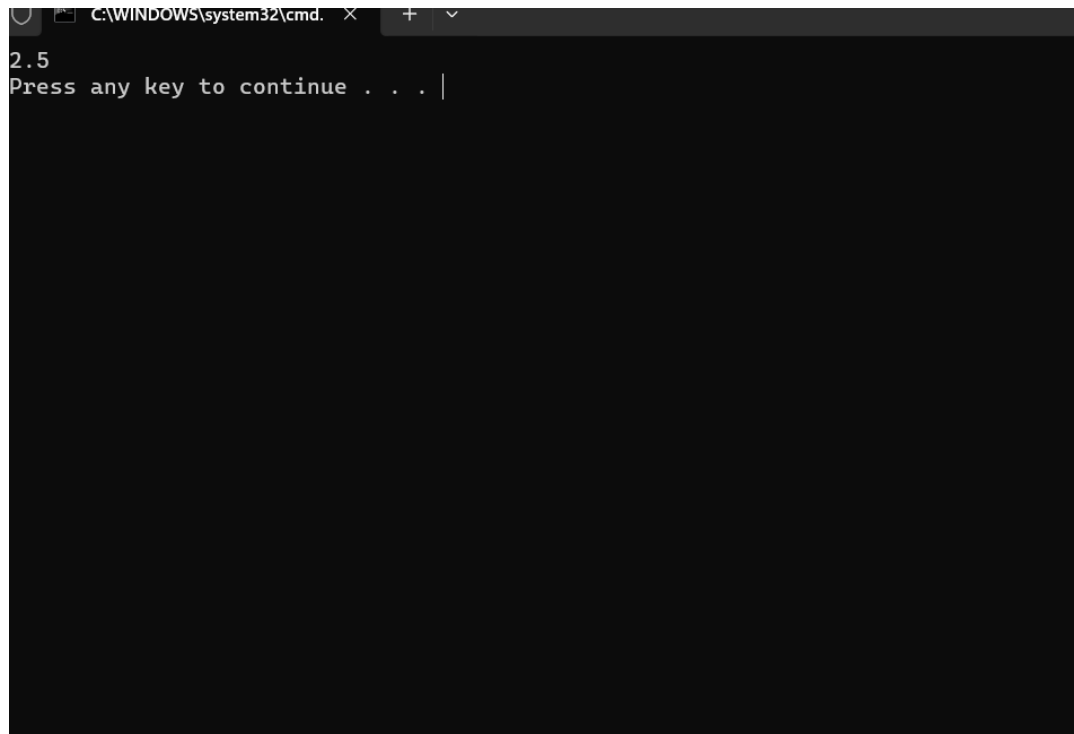 C:\WINDOWS\system32\cmd.
2.5
Press any key to continue . . .